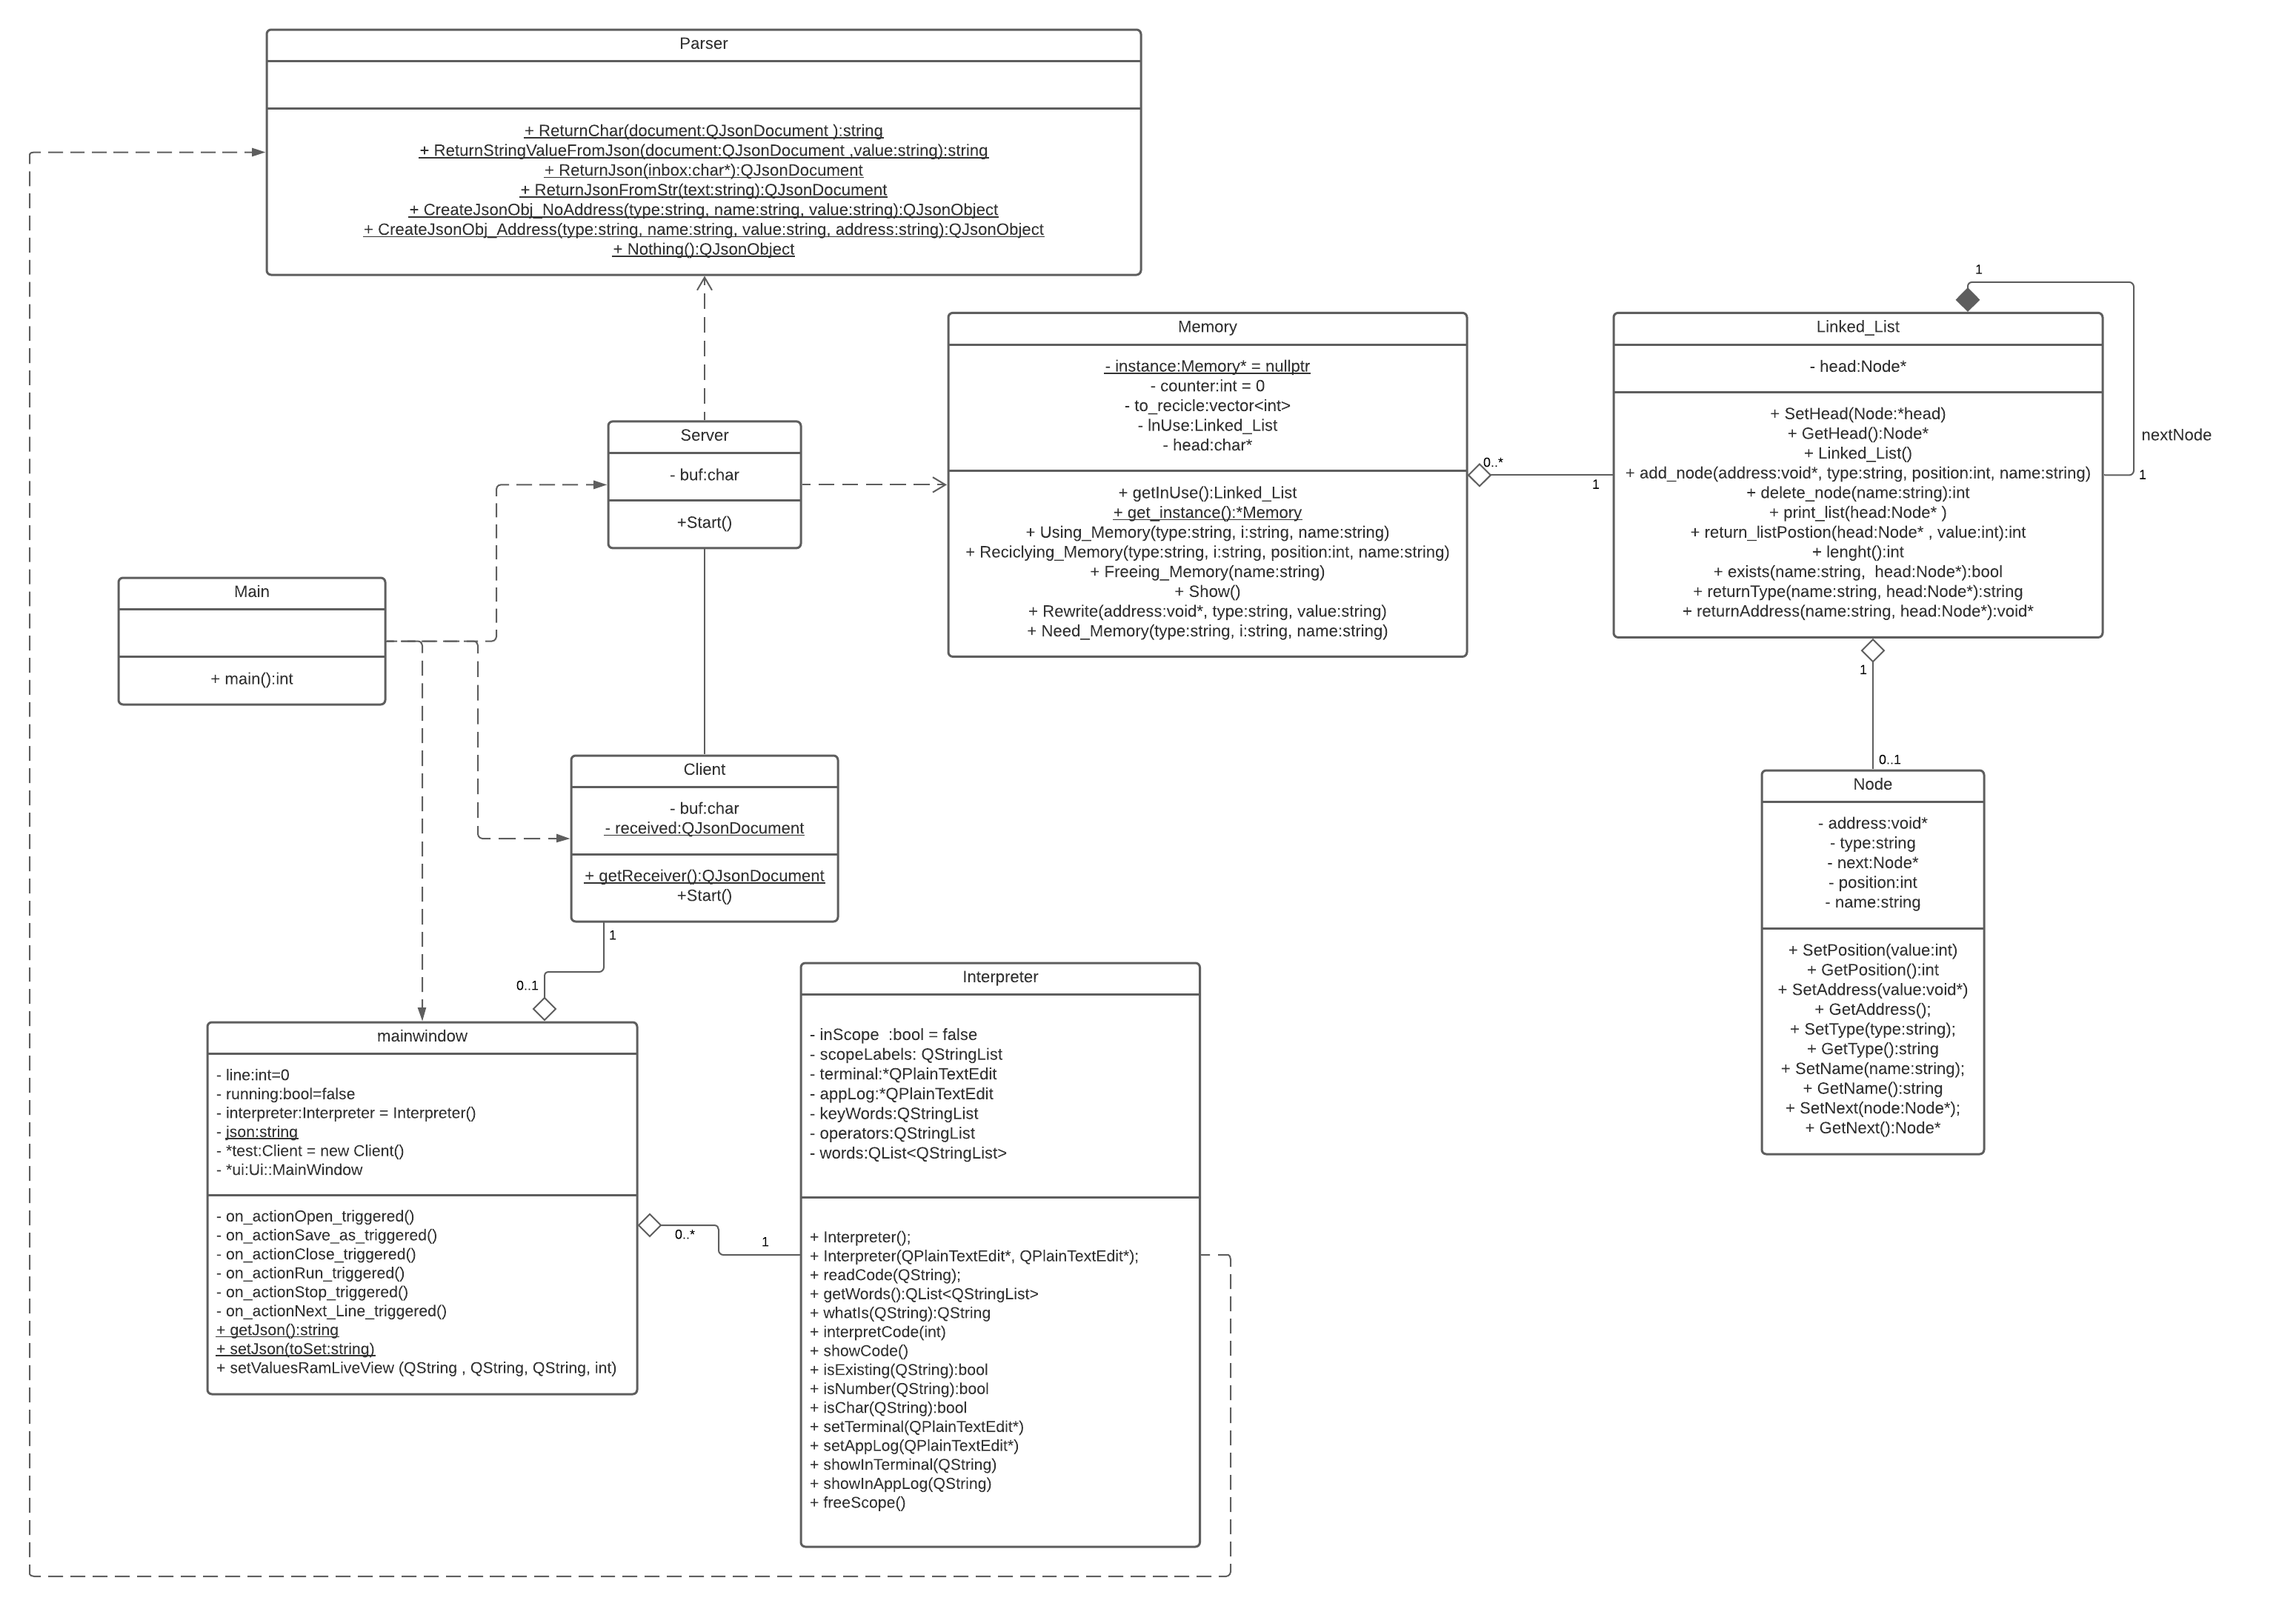 Parser
+ ReturnChar(document:QJsonDocument ):string
+ ReturnStringValueFromJson(document:QJsonDocument ,value:string):string
+ ReturnJson(inbox:char*):QJsonDocument
+ ReturnJsonFromStr(text:string):QJsonDocument
+ CreateJsonObj_NoAddress(type:string, name:string, value:string):QJsonObject
+ CreateJsonObj_Address(type:string, name:string, value:string, address:string):QJsonObject
+ Nothing():QJsonObject
Server
- buf:char
+Start()
Memory
- instance:Memory* = nullptr
- counter:int = 0
- to_recicle:vector<int>
- InUse:Linked_List
- head:char*
+ getInUse():Linked_List
+ get_instance():*Memory
+ Using_Memory(type:string, i:string, name:string)
+ Reciclying_Memory(type:string, i:string, position:int, name:string)
+ Freeing_Memory(name:string)
+ Show()
+ Rewrite(address:void*, type:string, value:string)
+ Need_Memory(type:string, i:string, name:string)
0..*
1
Linked_List
- head:Node*
+ SetHead(Node:*head)
+ GetHead():Node*
+ Linked_List()
+ add_node(address:void*, type:string, position:int, name:string)
+ delete_node(name:string):int
+ print_list(head:Node* )
+ return_listPostion(head:Node* , value:int):int
+ lenght():int
+ exists(name:string,  head:Node*):bool
+ returnType(name:string, head:Node*):string
+ returnAddress(name:string, head:Node*):void*
1
nextNode
1
1
0..1
Main
+ main():int
Client
- buf:char
- received:QJsonDocument
+ getReceiver():QJsonDocument
+Start()
1
0..1
Node
- address:void*
- type:string
- next:Node*
- position:int
- name:string
+ SetPosition(value:int)
+ GetPosition():int
+ SetAddress(value:void*)
+ GetAddress();
+ SetType(type:string);
+ GetType():string
+ SetName(name:string);
+ GetName():string
+ SetNext(node:Node*);
+ GetNext():Node*
mainwindow
- line:int=0
- running:bool=false
- interpreter:Interpreter = Interpreter()
- json:string
- *test:Client = new Client()
- *ui:Ui::MainWindow
- on_actionOpen_triggered()
- on_actionSave_as_triggered()
- on_actionClose_triggered()
- on_actionRun_triggered()
- on_actionStop_triggered()
- on_actionNext_Line_triggered()
+ getJson():string
+ setJson(toSet:string)
+ setValuesRamLiveView (QString , QString, QString, int)
0..*
1
Interpreter
- inScope  :bool = false
- scopeLabels: QStringList
- terminal:*QPlainTextEdit
- appLog:*QPlainTextEdit
- keyWords:QStringList
- operators:QStringList
- words:QList<QStringList>
+ Interpreter();
+ Interpreter(QPlainTextEdit*, QPlainTextEdit*);
+ readCode(QString);
+ getWords():QList<QStringList>
+ whatIs(QString):QString
+ interpretCode(int)
+ showCode()
+ isExisting(QString):bool
+ isNumber(QString):bool
+ isChar(QString):bool
+ setTerminal(QPlainTextEdit*)
+ setAppLog(QPlainTextEdit*)
+ showInTerminal(QString)
+ showInAppLog(QString)
+ freeScope()